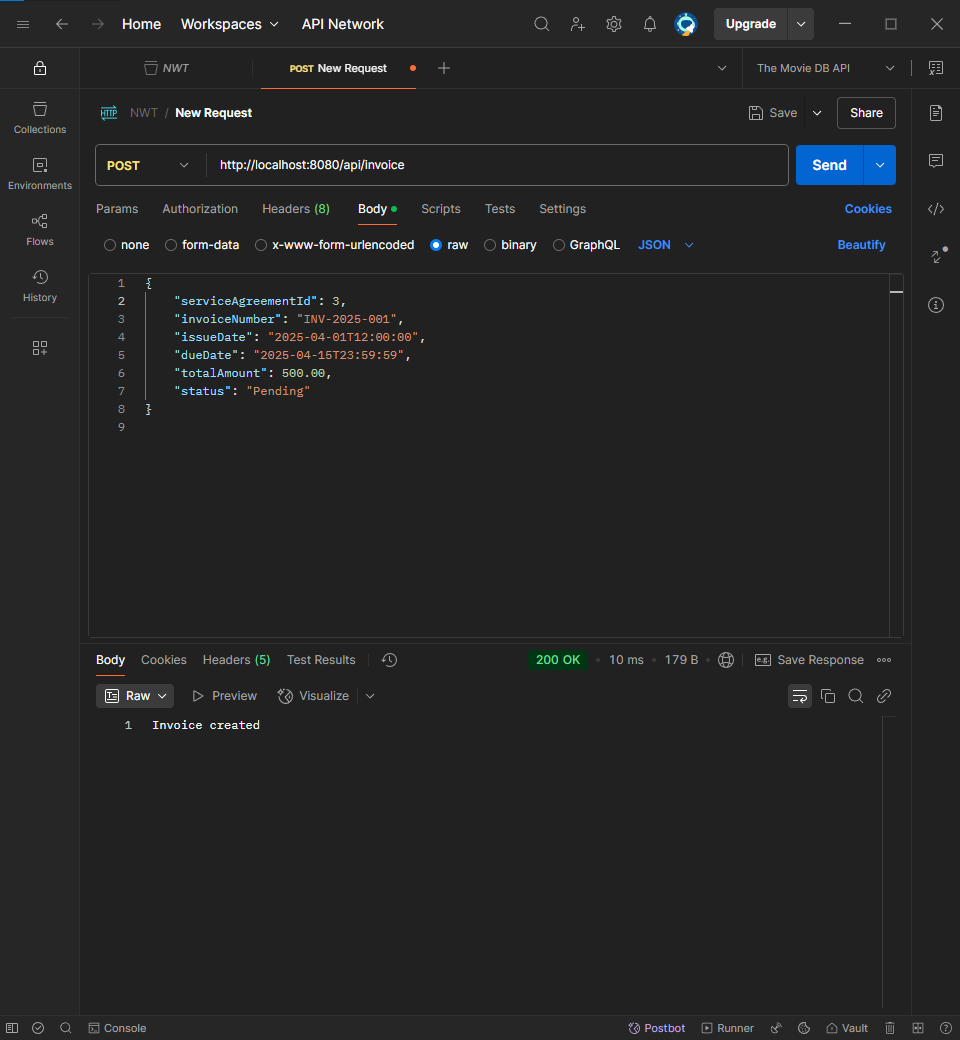 Home Workspaces API Network Upgrade
NWT POST New Request The Movie DB API
HTTP NWT / New Request Save Share
Collections
POST http://localhost:8080/api/invoice Send
Environments
Params Authorization Headers (8) Body Scripts Tests Settings Cookies
Flows
none form-data x-www-form-urlencoded raw binary GraphQL JSON Beautify
History
1 {
2 "serviceAgreementId": 3,
3 "invoiceNumber": "INV-2025-001",
4 "issueDate": "2025-04-01T12:00:00",
5 "dueDate": "2025-04-15T23:59:59",
6 "totalAmount": 500.00,
7 "status": "Pending"
8 }
9
Body Cookies Headers (5) Test Results 200 OK 10 ms 179 B e.g. Save Response
Raw Preview Visualize
1 Invoice created
Console Postbot Runner Vault